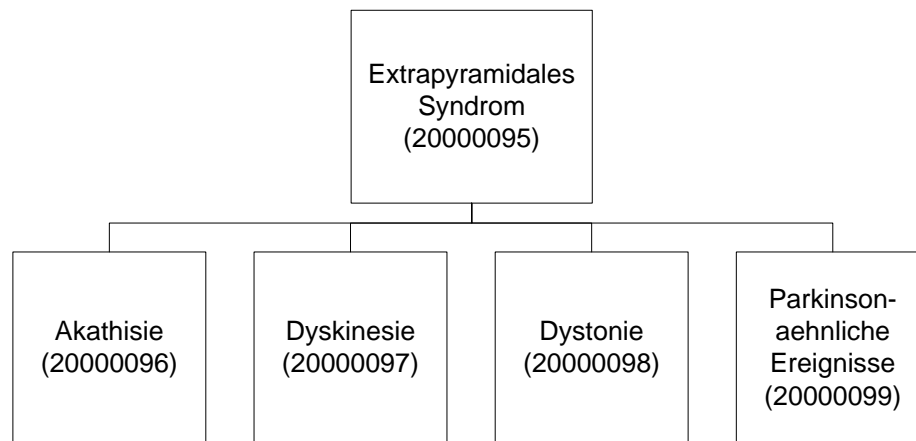 Extrapyramidales
Syndrom
(20000095)
Akathisie
(20000096)
Dyskinesie
(20000097)
Dystonie
(20000098)
Parkinson-
aehnliche
Ereignisse
(20000099)